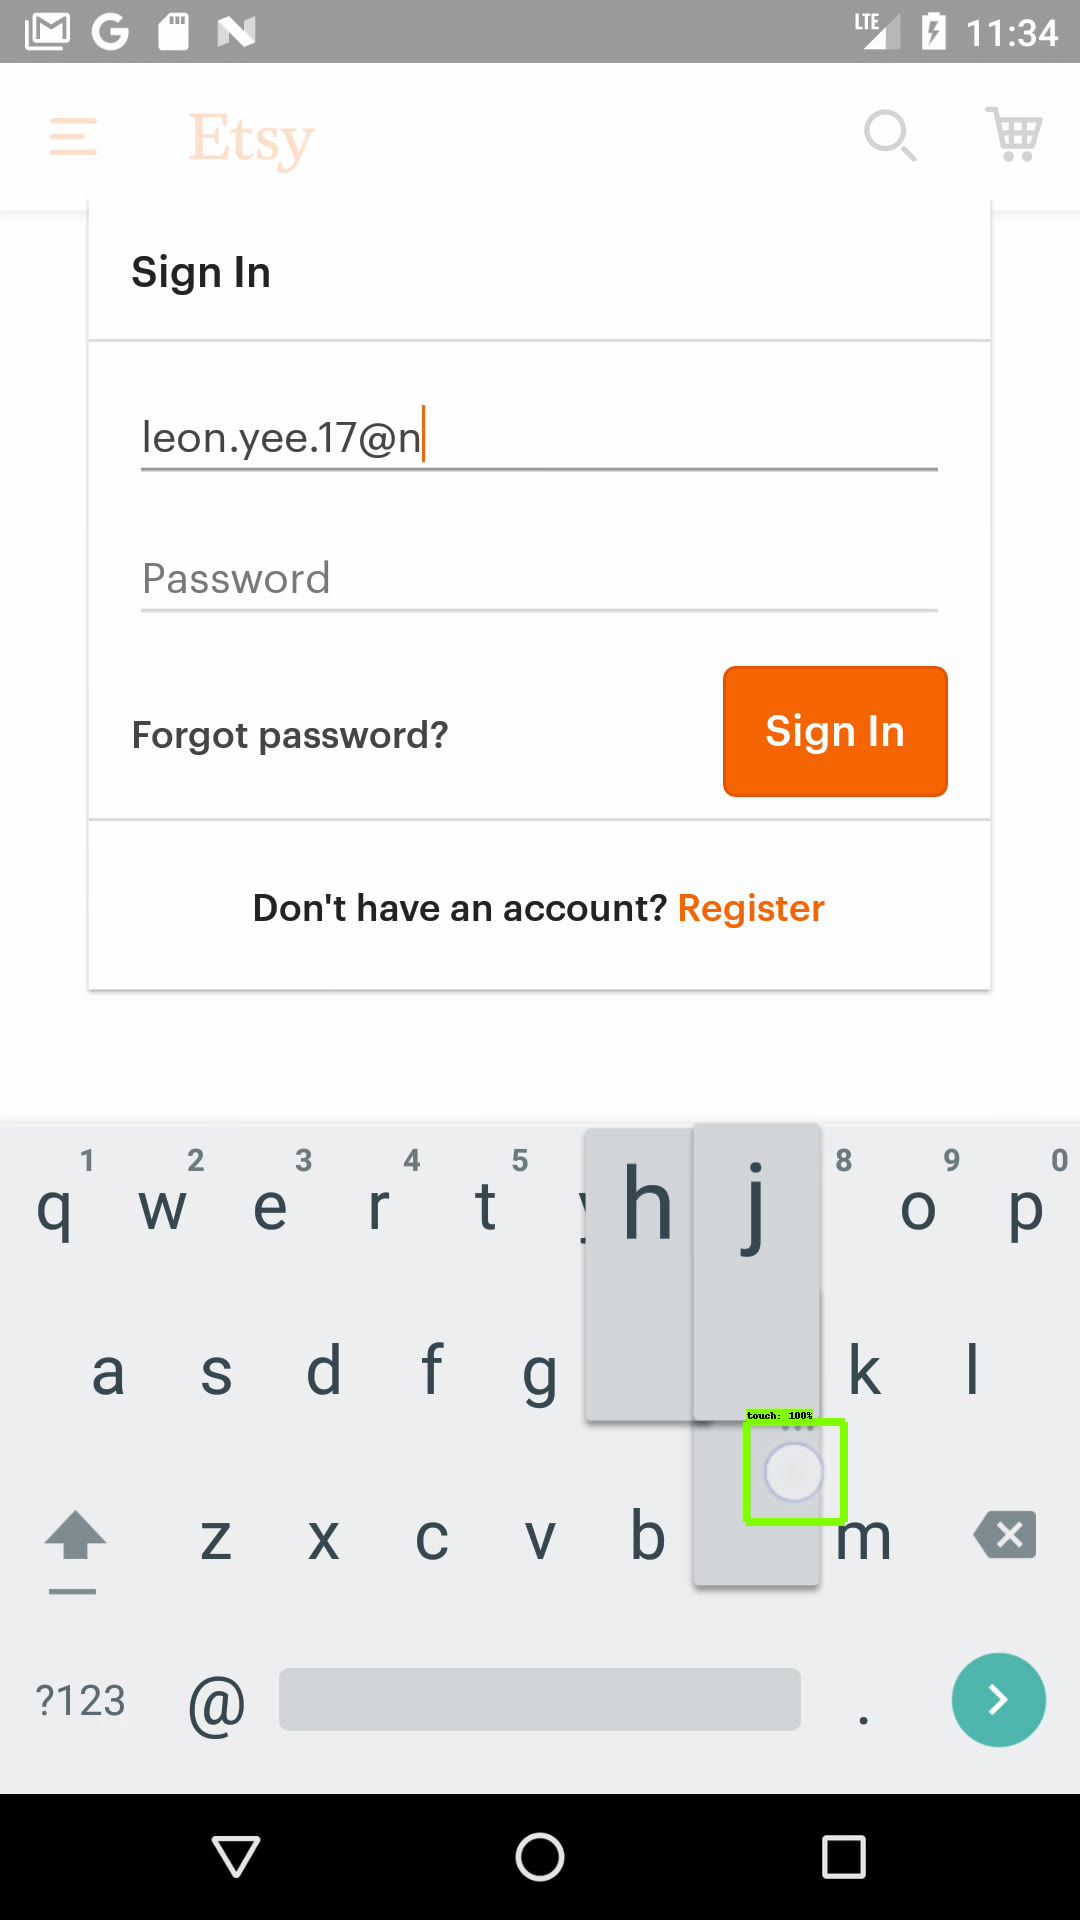 LTE 11:34
Etsy
Sign In
leon.yee.17@n
Password
Forgot password?
Sign In
Don't have an account? Register
1 2 3 4 5 8 9 0
q w e r t h j o p
a s d f g k l
touch: 100%
z x c v b m
?123 @ .